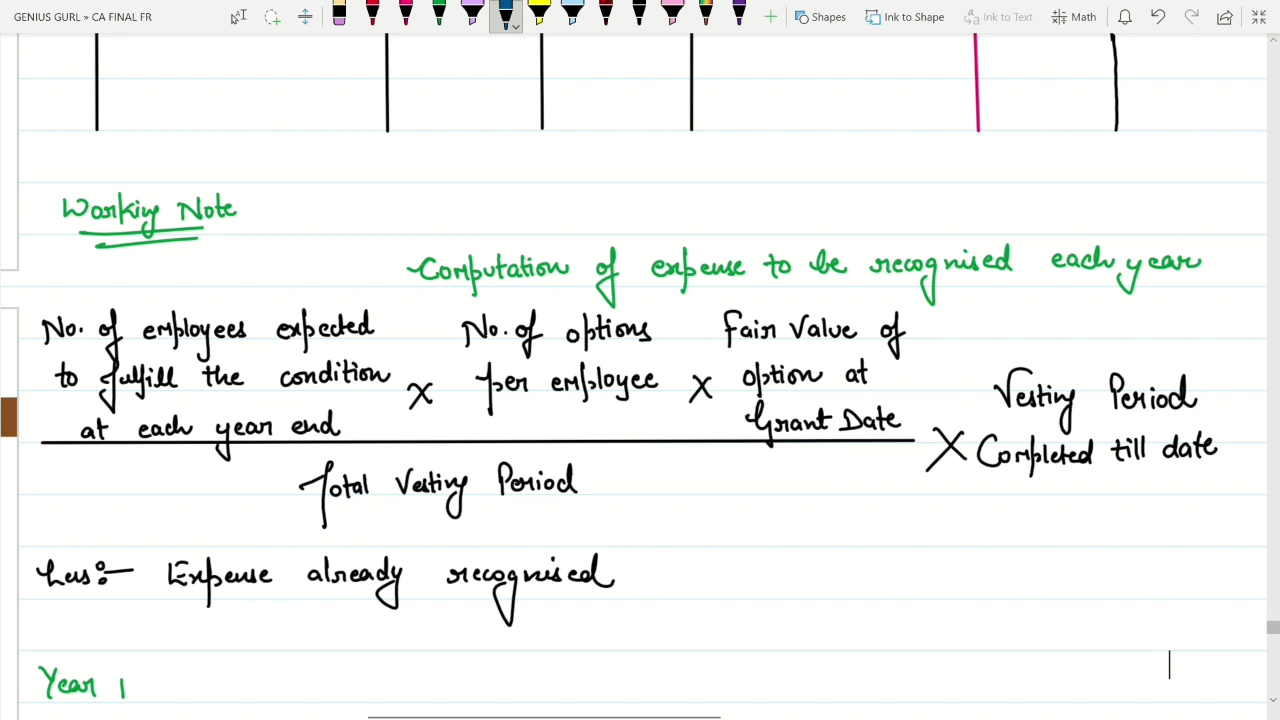 GENIUS GURL » CA FINAL FR
Shapes
Ink to Shape
Ink to Text
Math
Working Note
Computation of expense to be recognised each year
No. of employees expected to fulfill the condition at each year end X No. of options per employee X Fair Value of option at Grant Date
Total Vesting Period
X Vesting Period Completed till date
Less:- Expense already recognised
Year 1